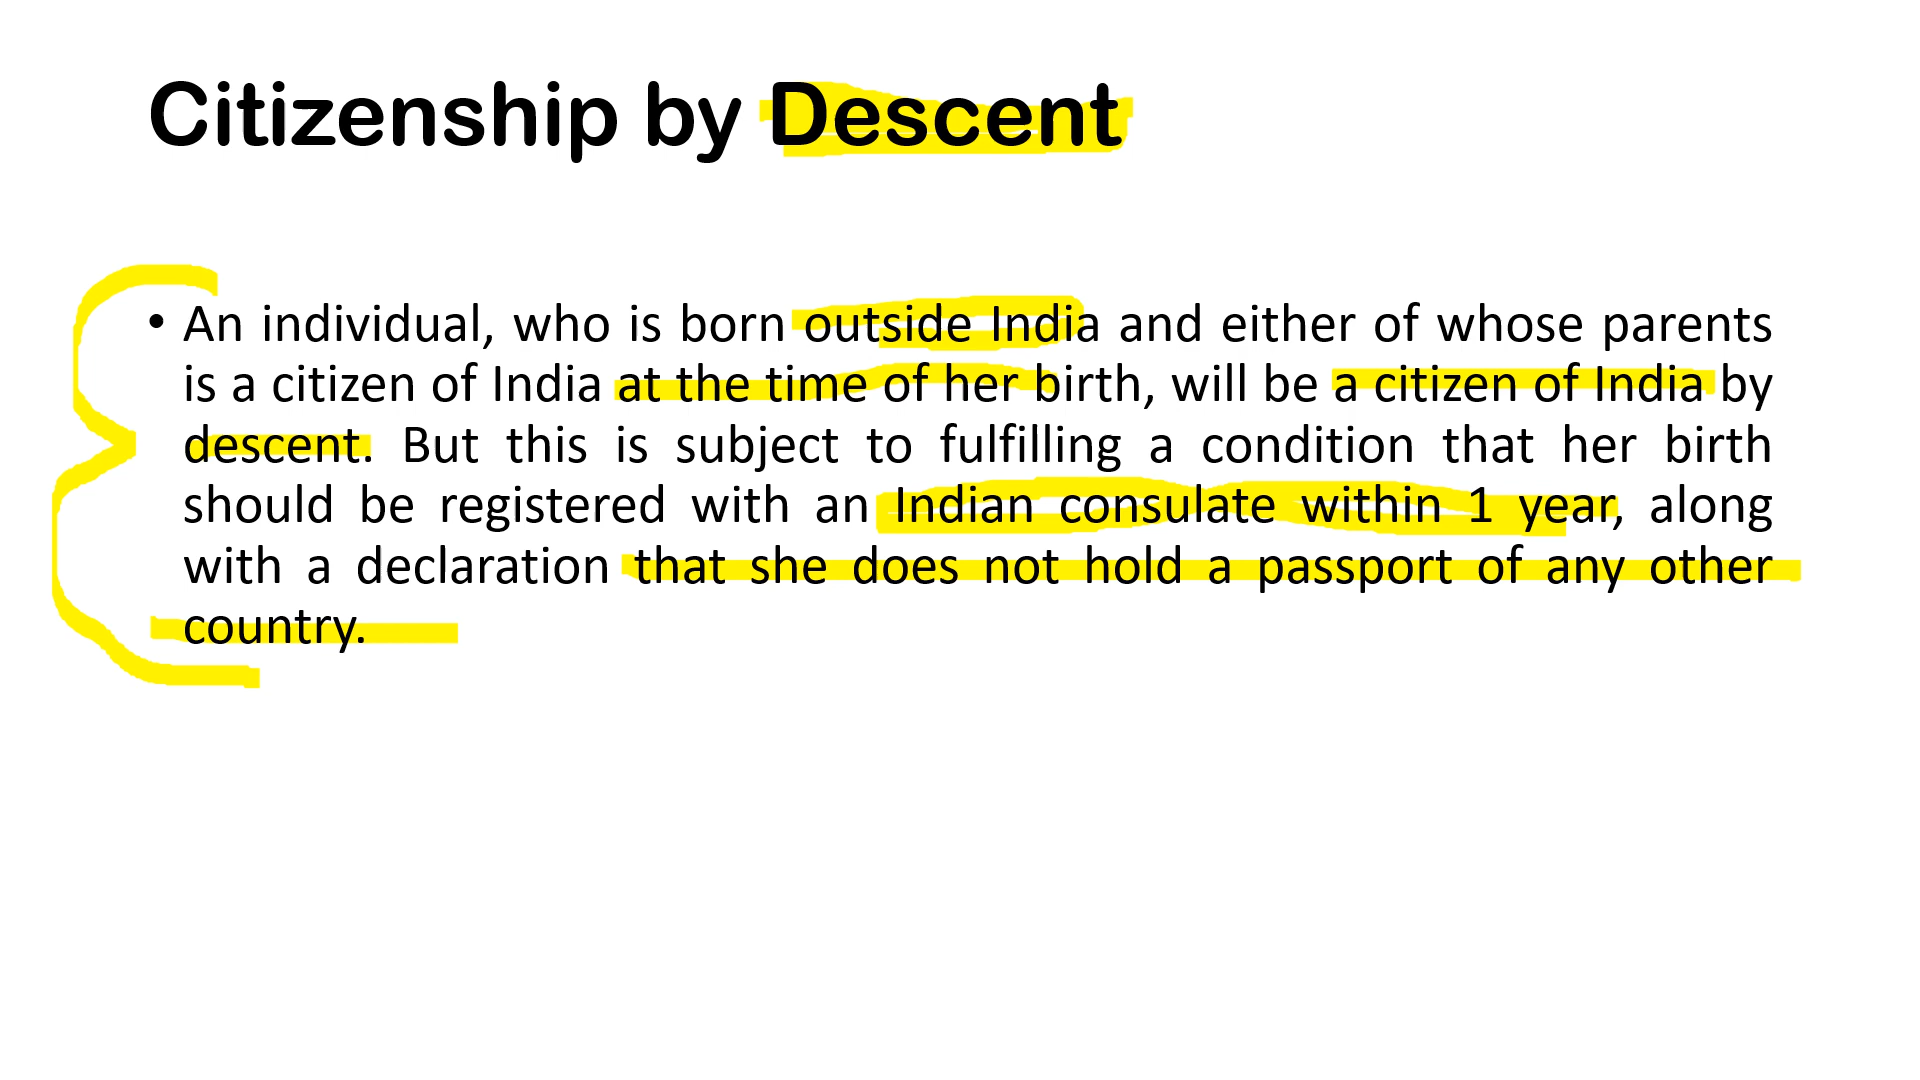 Citizenship by Descent
• An individual, who is born outside India and either of whose parents
is a citizen of India at the time of her birth, will be a citizen of India by
descent. But this is subject to fulfilling a condition that her birth
should be registered with an Indian consulate within 1 year, along
with a declaration that she does not hold a passport of any other
country.